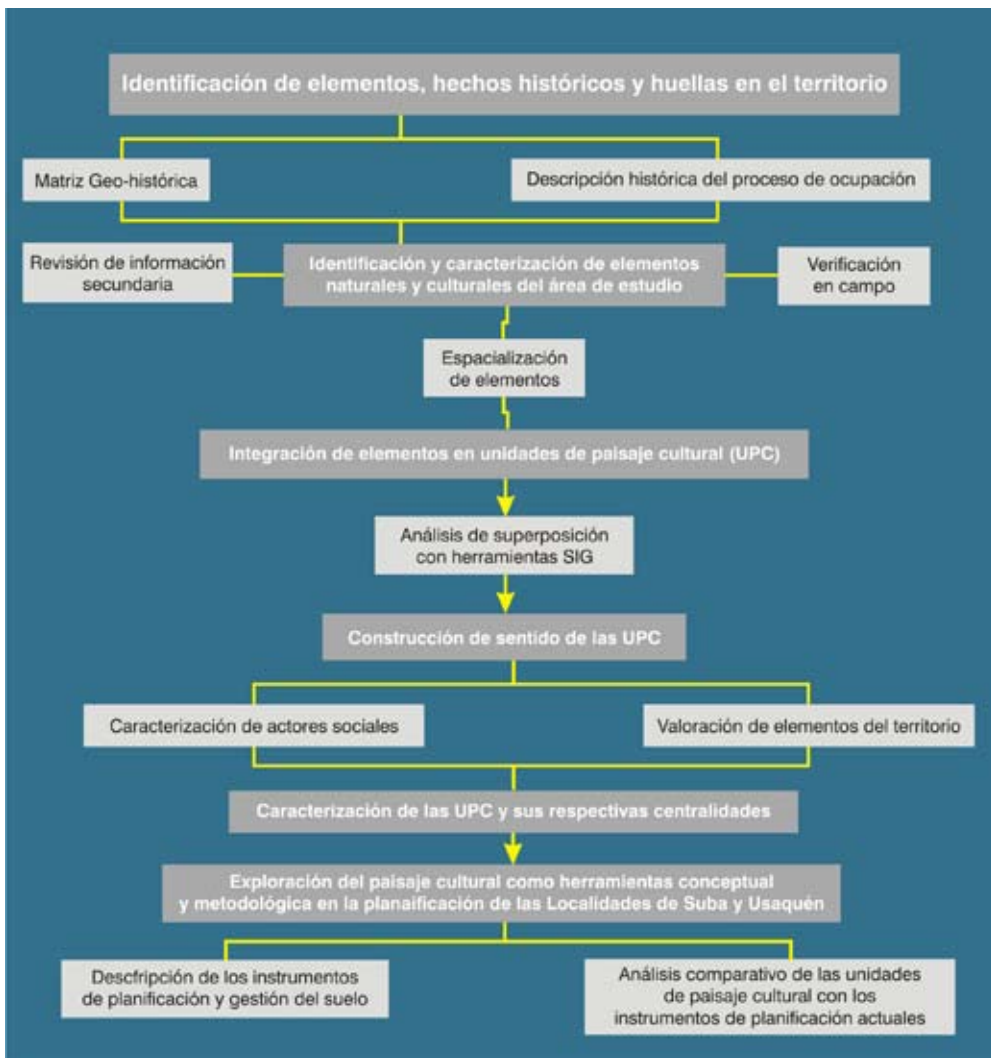 Identificación de elementos, hechos históricos y huellas en el territorio
Matriz Geo-histórica
Descripción histórica del proceso de ocupación
Revisión de información
secundaria
Identificación y caracterización de elementos
naturales y culturales del área de estudio
Verificación
en campo
Espacialización
de elementos
Integración de elementos en unidades de paisaje cultural (UPC)
Análisis de superposición
con herramientas SIG
Construcción de sentido de las UPC
Caracterización de actores sociales
Valoración de elementos del territorio
Caracterización de las UPC y sus respectivas centralidades
Exploración del paisaje cultural como herramientas conceptual
y metodológica en la planaificación de las Localidades de Suba y Usaquén
Descfripción de los instrumentos
de planificación y gestión del suelo
Análisis comparativo de las unidades
de paisaje cultural con los
instrumentos de planificación actuales